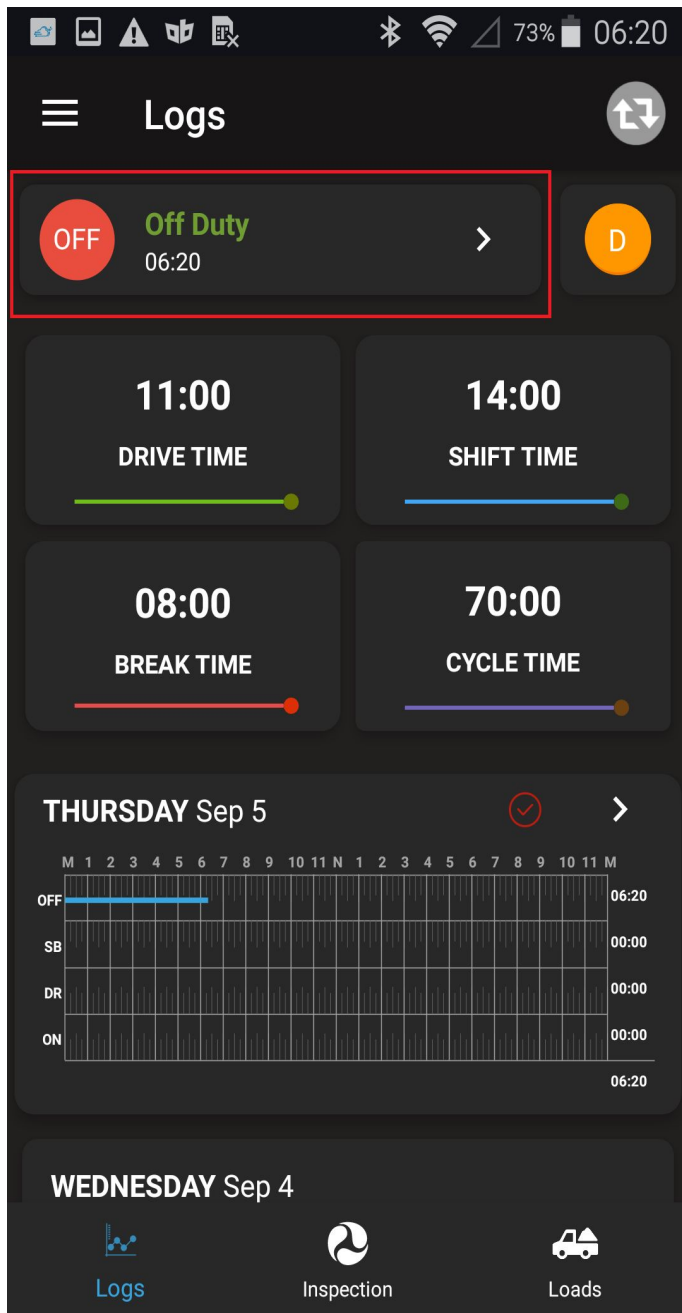 73% 06:20
Logs
OFF Off Duty D
06:20
11:00 14:00
DRIVE TIME SHIFT TIME
08:00 70:00
BREAK TIME CYCLE TIME
THURSDAY Sep 5
M 1 2 3 4 5 6 7 8 9 10 11 N 1 2 3 4 5 6 7 8 9 10 11 M
OFF 06:20
SB 00:00
DR 00:00
ON 00:00
06:20
WEDNESDAY Sep 4
Logs Inspection Loads